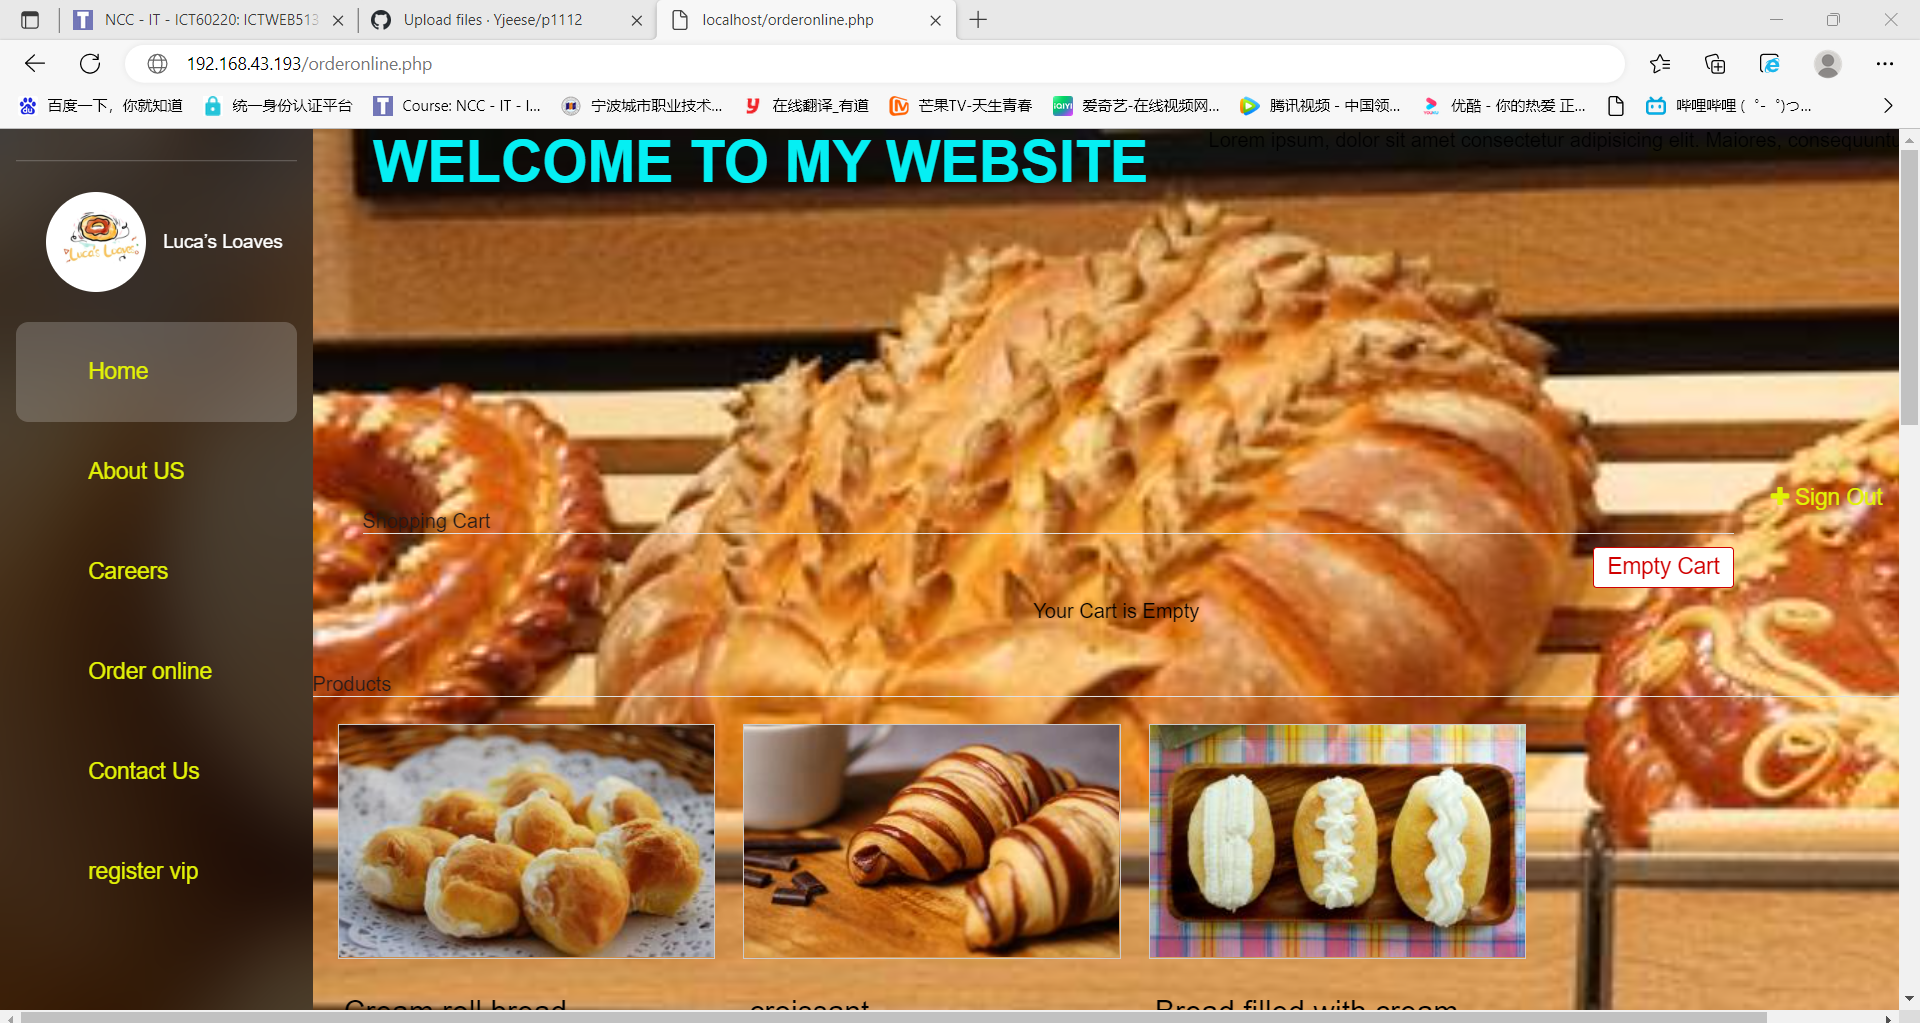 NCC - IT - ICT60220: ICTWEB513
Upload files · Yjeese/p1112
localhost/orderonline.php
192.168.43.193/orderonline.php
百度一下，你就知道
统一身份认证平台
Course: NCC - IT - I...
宁波城市职业技术...
在线翻译_有道
芒果TV-天生青春
爱奇艺-在线视频网...
腾讯视频 - 中国领...
优酷 - 你的热爱 正...
哔哩哔哩 ( ゜- ゜)つ...
WELCOME TO MY WEBSITE
Lorem ipsum, dolor sit amet consectetur adipisicing elit. Maiores, consequuntu
Luca's Loaves
Luca's Loaves
Home
About US
Careers
Order online
Contact Us
register vip
Sign Out
Shopping Cart
Empty Cart
Your Cart is Empty
Products
Cream roll bread
croissant
Bread filled with cream